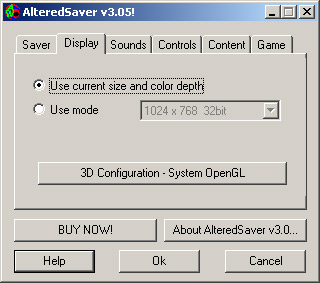 AlteredSaver v3.05!
Saver Display Sounds Controls Content Game
Use current size and color depth
Use mode 1024 x 768 32bit
3D Configuration - System OpenGL
BUY NOW! About AlteredSaver v3.0...
Help Ok Cancel